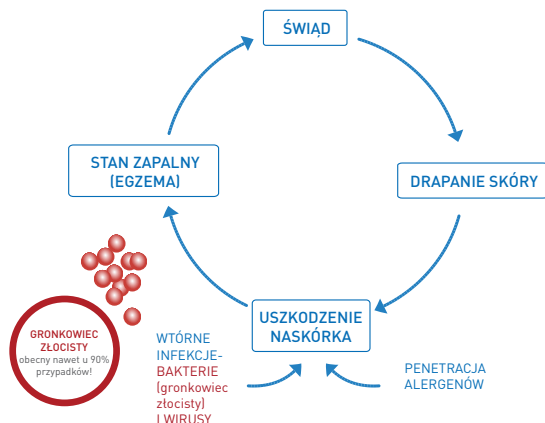 ŚWIĄD
STAN ZAPALNY
(EGZEMA)
DRAPANIE SKÓRY
USZKODZENIE
NASKÓRKA
GRONKOWIEC
ZŁOCISTY
obecny nawet u 90%
przypadków!
WTÓRNE
INFEKCJE-
BAKTERIE
(gronkowiec
złocisty)
I WIRUSY
PENETRACJA
ALERGENÓW